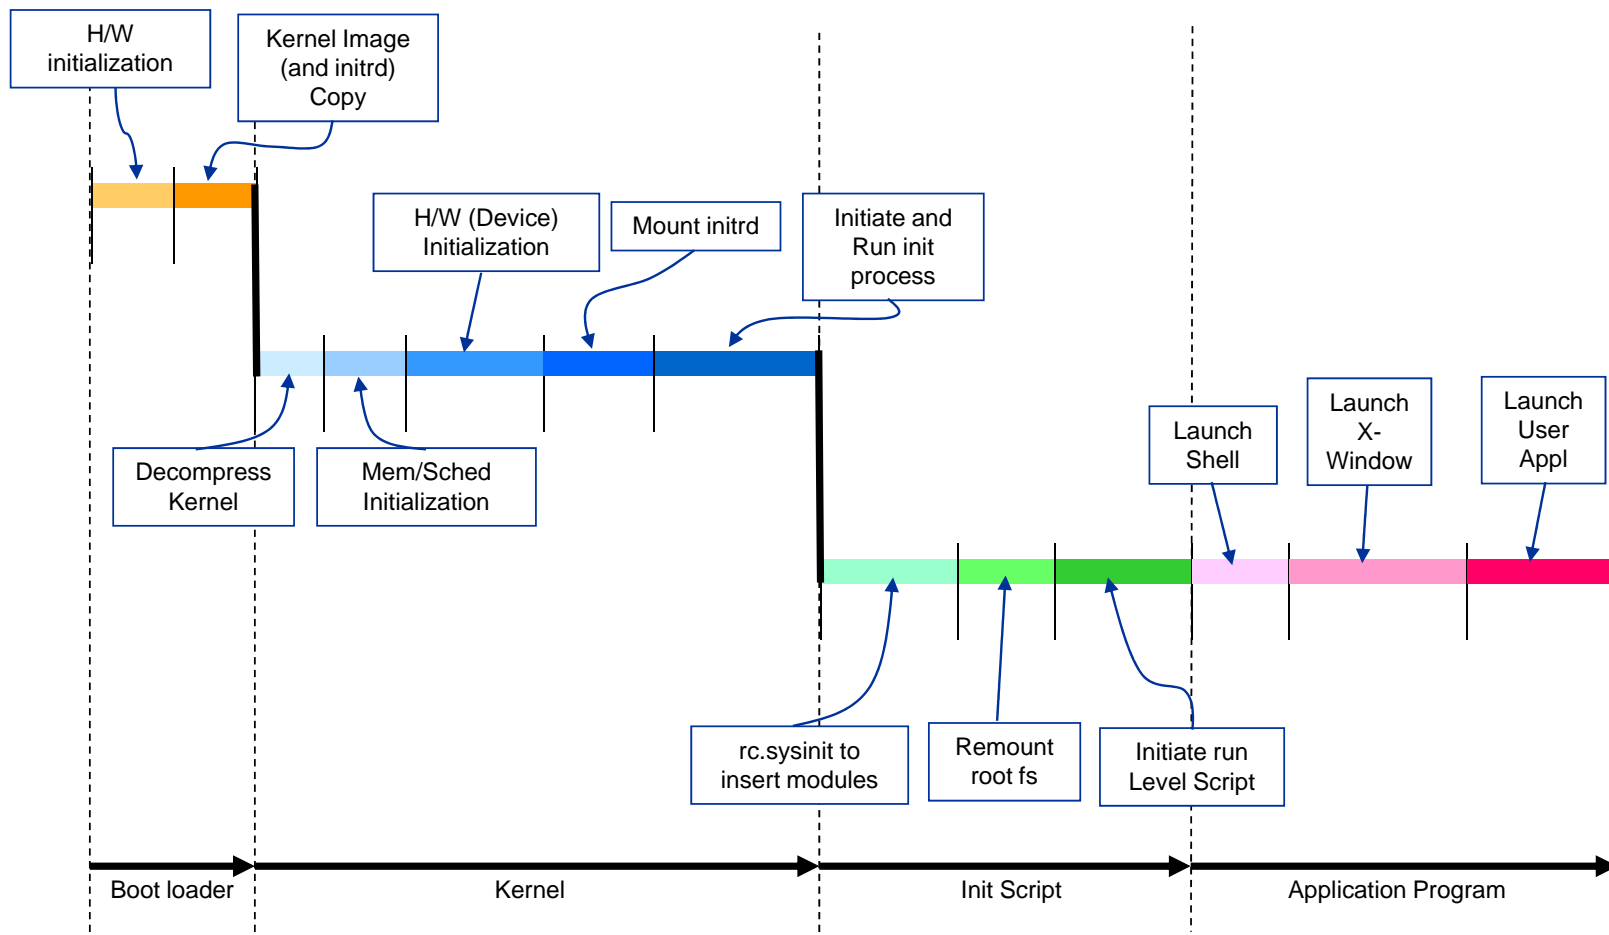 H/W
initialization
Kernel Image
(and initrd)
Copy
H/W (Device)
Initialization
Mount initrd
Initiate and
Run init
process
Decompress
Kernel
Mem/Sched
Initialization
Launch
Shell
Launch
X-
Window
Launch
User
Appl
rc.sysinit to
insert modules
Remount
root fs
Initiate run
Level Script
Boot loader
Kernel
Init Script
Application Program